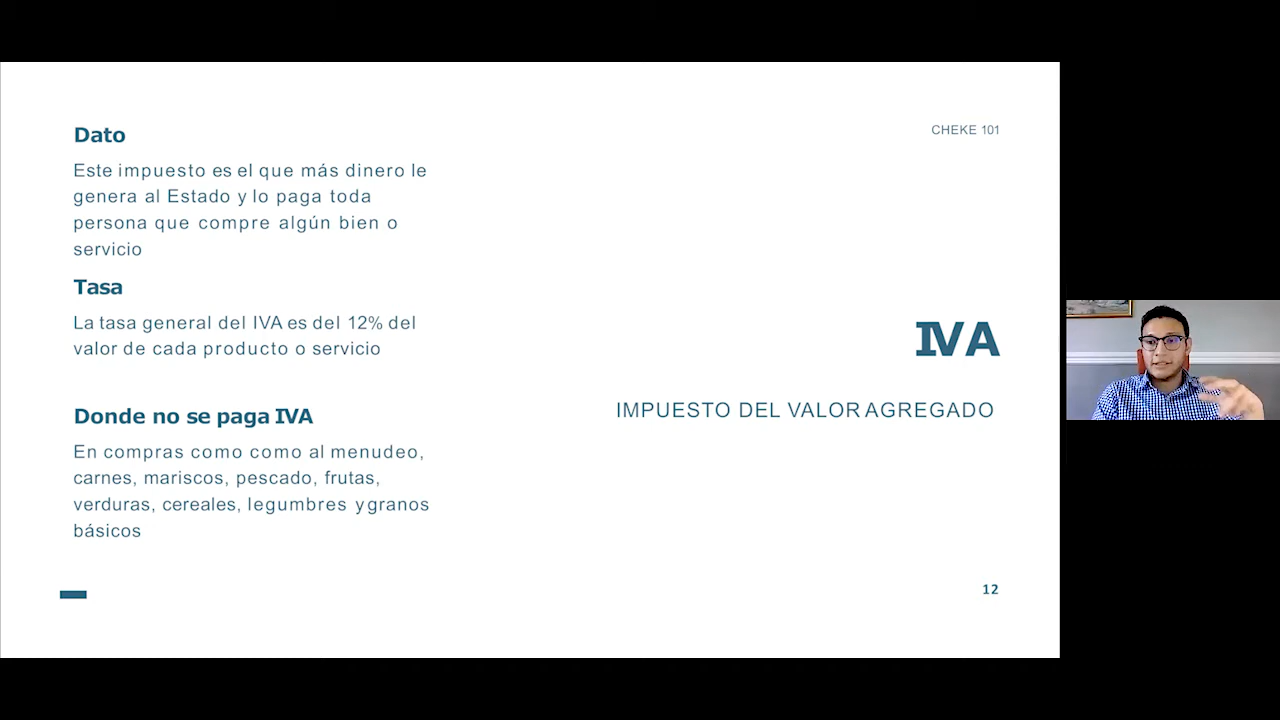 Dato
Este impuesto es el que más dinero le
genera al Estado y lo paga toda
persona que compre algún bien o
servicio
Tasa
La tasa general del IVA es del 12% del
valor de cada producto o servicio
Donde no se paga IVA
En compras como como al menudeo,
carnes, mariscos, pescado, frutas,
verduras, cereales, legumbres y granos
básicos
CHEKE 101
IVA
IMPUESTO DEL VALOR AGREGADO
12